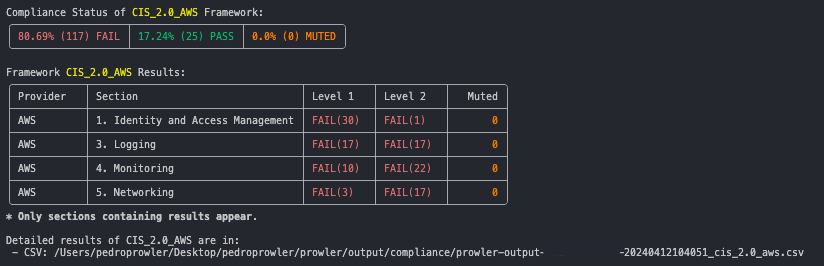 Compliance Status of CIS_2.0_AWS Framework:
80.69% (117) FAIL 17.24% (25) PASS 0.0% (0) MUTED
Framework CIS_2.0_AWS Results:
Provider Section Level 1 Level 2 Muted
AWS 1. Identity and Access Management FAIL(30) FAIL(1) 0
AWS 3. Logging FAIL(17) FAIL(17) 0
AWS 4. Monitoring FAIL(10) FAIL(22) 0
AWS 5. Networking FAIL(3) FAIL(17) 0
* Only sections containing results appear.
Detailed results of CIS_2.0_AWS are in:
- CSV: /Users/pedroprowler/Desktop/pedroprowler/prowler/output/compliance/prowler-output- -20240412104051_cis_2.0_aws.csv